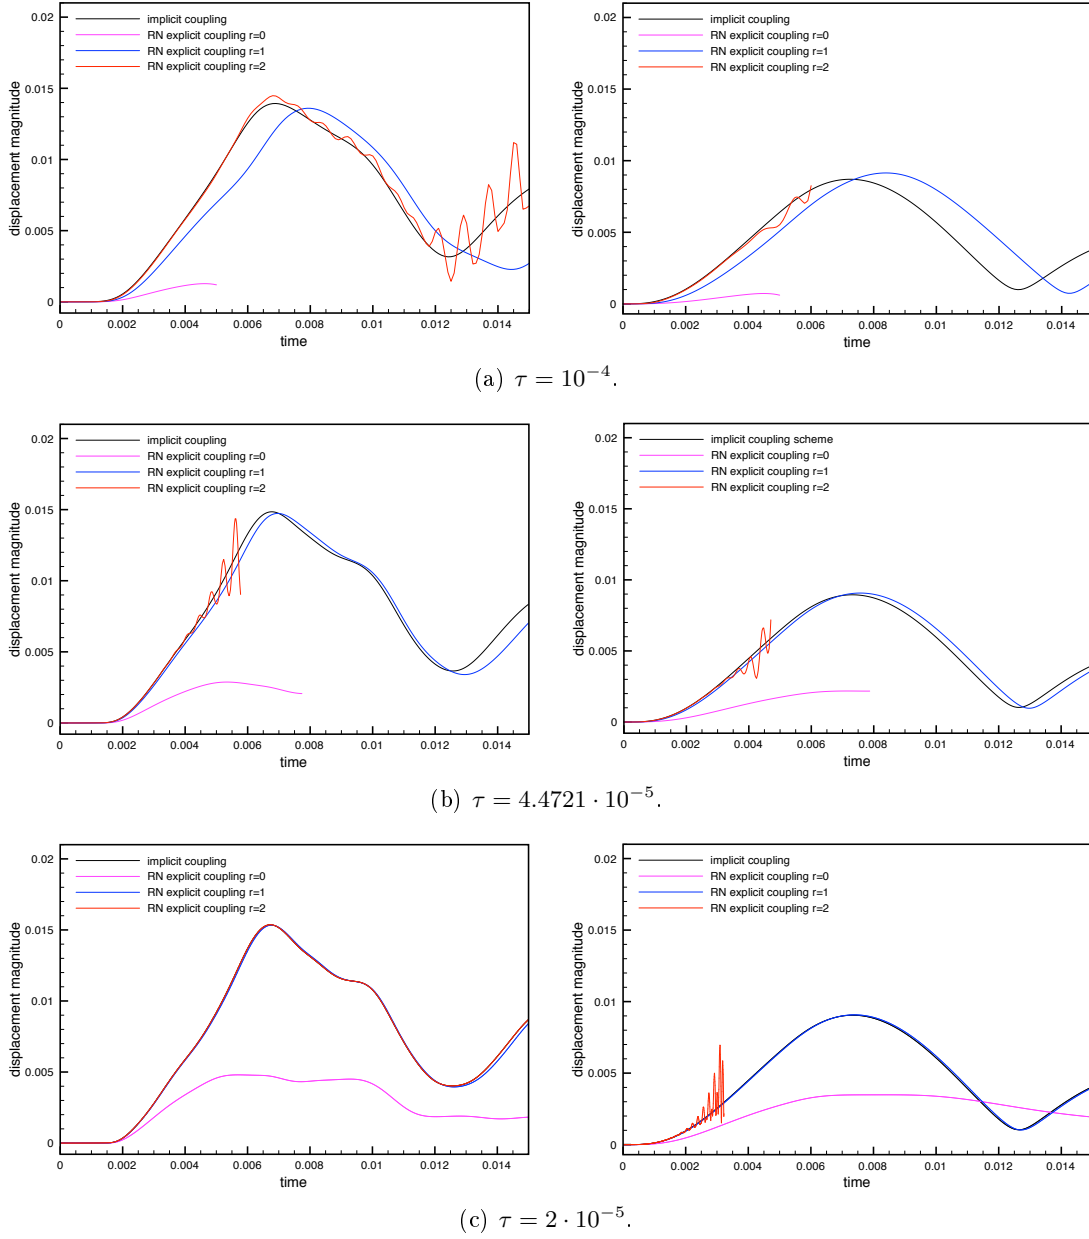 0.02
0.015
0.01
0.005
0
displacement magnitude
implicit coupling
RN explicit coupling r=0
RN explicit coupling r=1
RN explicit coupling r=2
0 0.002 0.004 0.006 0.008 0.01 0.012 0.014
time
0.02
0.015
0.01
0.005
0
displacement magnitude
implicit coupling
RN explicit coupling r=0
RN explicit coupling r=1
RN explicit coupling r=2
0 0.002 0.004 0.006 0.008 0.01 0.012 0.014
time
(a) τ = 10⁻⁴.
0.02
0.015
0.01
0.005
0
displacement magnitude
implicit coupling
RN explicit coupling r=0
RN explicit coupling r=1
RN explicit coupling r=2
0 0.002 0.004 0.006 0.008 0.01 0.012 0.014
time
0.02
0.015
0.01
0.005
0
displacement magnitude
implicit coupling scheme
RN explicit coupling r=0
RN explicit coupling r=1
RN explicit coupling r=2
0 0.002 0.004 0.006 0.008 0.01 0.012 0.014
time
(b) τ = 4.4721 · 10⁻⁵.
0.02
0.015
0.01
0.005
0
displacement magnitude
implicit coupling
RN explicit coupling r=0
RN explicit coupling r=1
RN explicit coupling r=2
0 0.002 0.004 0.006 0.008 0.01 0.012 0.014
time
0.02
0.015
0.01
0.005
0
displacement magnitude
implicit coupling
RN explicit coupling r=0
RN explicit coupling r=1
RN explicit coupling r=2
0 0.002 0.004 0.006 0.008 0.01 0.012 0.014
time
(c) τ = 2 · 10⁻⁵.